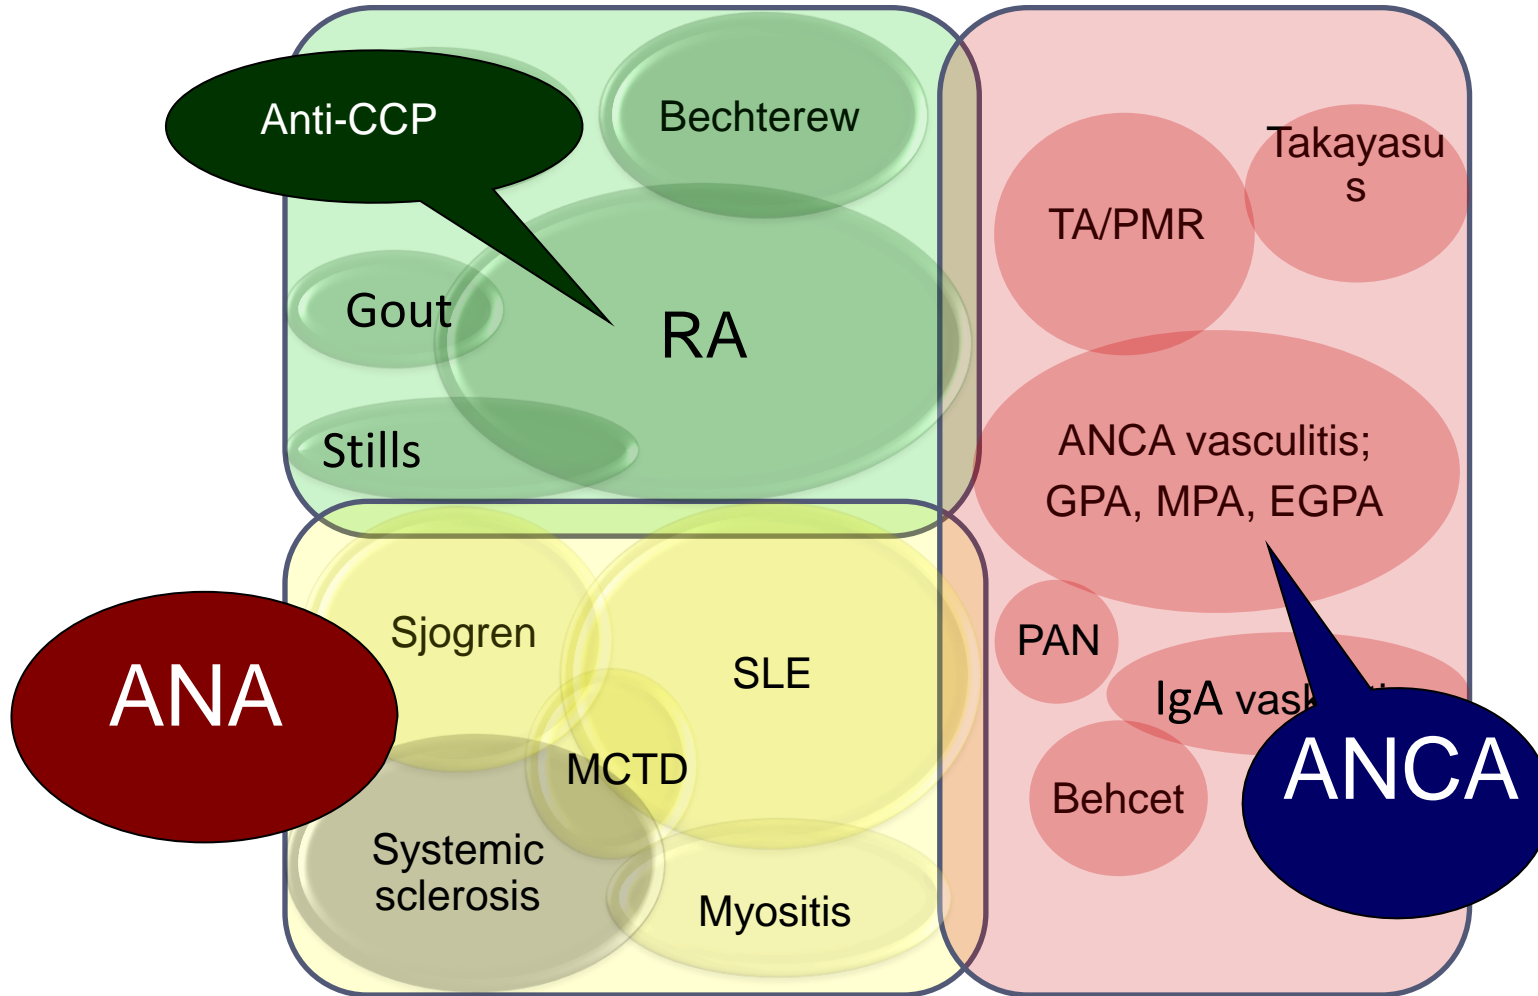 Anti-CCP
Bechterew
Gout
RA
Stills
Takayasu
s
TA/PMR
ANCA vasculitis;
GPA, MPA, EGPA
PAN
IgA
Behcet
ANCA
ANA
Sjogren
SLE
MCTD
Systemic
sclerosis
Myositis